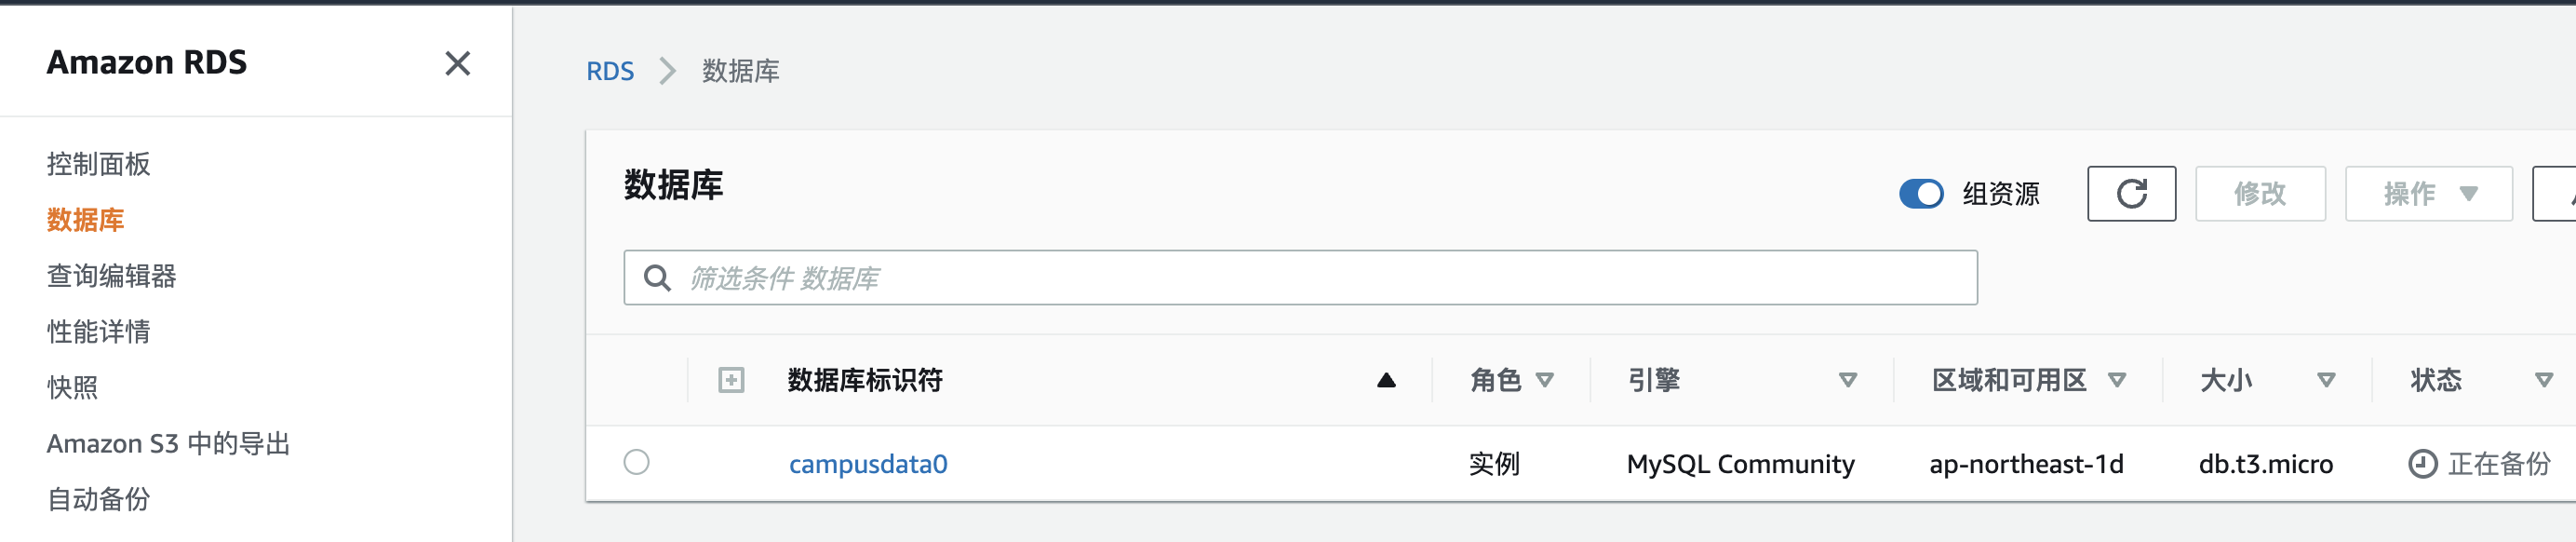 Amazon RDS
控制面板
数据库
查询编辑器
性能详情
快照
Amazon S3 中的导出
自动备份
RDS 数据库
数据库
组资源 修改 操作
筛选条件 数据库
数据库标识符 角色 引擎 区域和可用区 大小 状态
campusdata0 实例 MySQL Community ap-northeast-1d db.t3.micro 正在备份